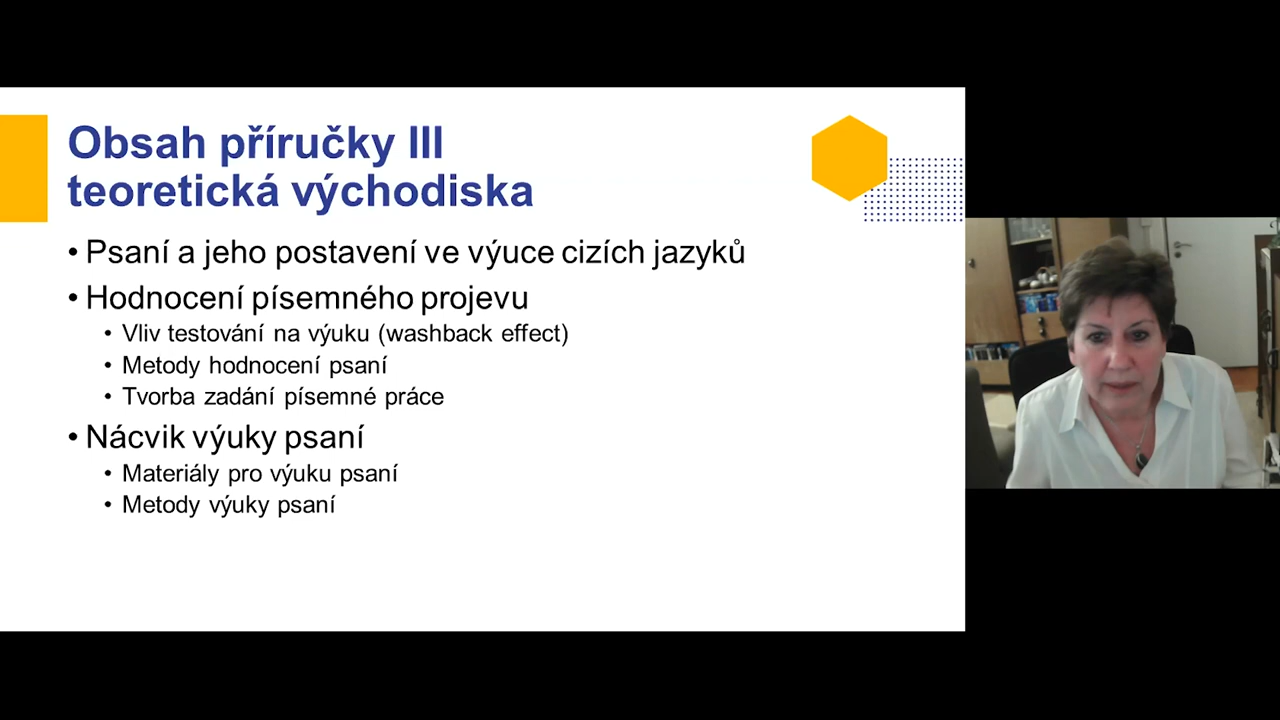 Obsah příručky III
teoretická východiska
• Psaní a jeho postavení ve výuce cizích jazyků
• Hodnocení písemného projevu
• Vliv testování na výuku (washback effect)
• Metody hodnocení psaní
• Tvorba zadání písemné práce
• Nácvik výuky psaní
• Materiály pro výuku psaní
• Metody výuky psaní